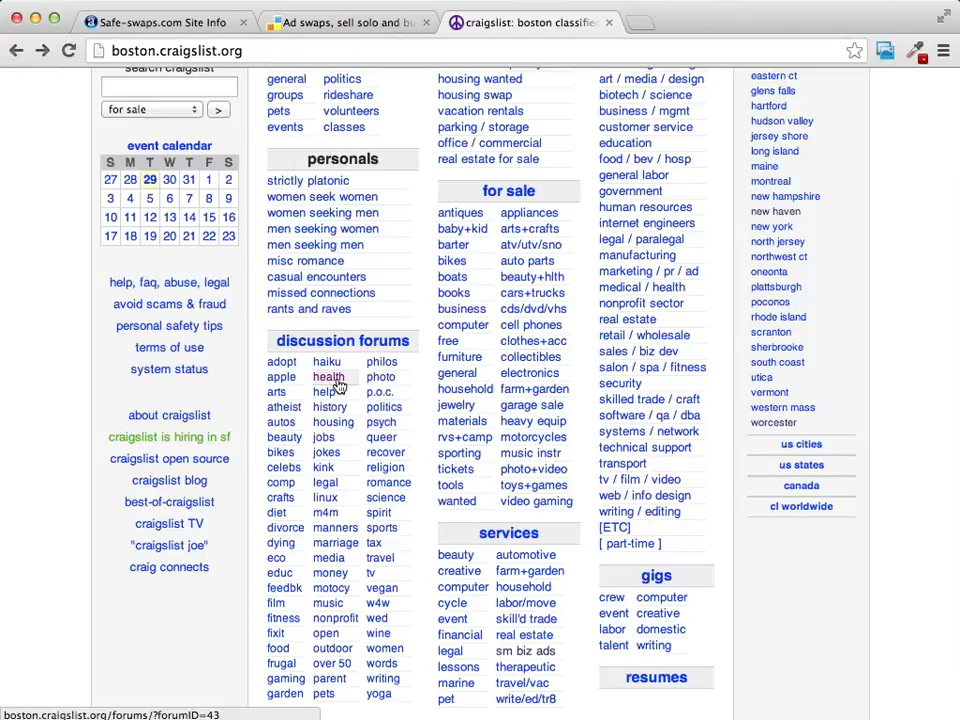 Safe-swaps.com Site Info
Ad swaps, sell solo and bu
craigslist: boston classifie
boston.craigslist.org
search craigslist
for sale
>
event calendar
S M T W T F S
27 28 29 30 31 1 2
3 4 5 6 7 8 9
10 11 12 13 14 15 16
17 18 19 20 21 22 23
help, faq, abuse, legal
avoid scams & fraud
personal safety tips
terms of use
system status
about craigslist
craigslist is hiring in sf
craigslist open source
craigslist blog
best-of-craigslist
craigslist TV
"craigslist joe"
craig connects
general politics
groups rideshare
pets volunteers
events classes
personals
strictly platonic
women seek women
women seeking men
men seeking women
men seeking men
misc romance
casual encounters
missed connections
rants and raves
discussion forums
adopt haiku philos
apple health photo
arts help p.o.c.
atheist history politics
autos housing psych
beauty jobs queer
bikes jokes recover
celebs kink religion
comp legal romance
crafts linux science
diet m4m spirit
divorce manners sports
dying marriage tax
eco media travel
educ money tv
feedbk motocy vegan
film music w4w
fitness nonprofit wed
fixit open wine
food outdoor women
frugal over 50 words
gaming parent writing
garden pets yoga
housing wanted
housing swap
vacation rentals
parking / storage
office / commercial
real estate for sale
for sale
antiques appliances
baby+kid arts+crafts
barter atv/utv/sno
bikes auto parts
boats beauty+hlth
books cars+trucks
business cds/dvd/vhs
computer cell phones
free clothes+acc
furniture collectibles
general electronics
household farm+garden
jewelry garage sale
materials heavy equip
rvs+camp motorcycles
sporting music instr
tickets photo+video
tools toys+games
wanted video gaming
services
beauty automotive
creative farm+garden
computer household
cycle labor/move
event skill'd trade
financial real estate
legal sm biz ads
lessons therapeutic
marine travel/vac
pet write/ed/tr8
art / media / design
biotech / science
business / mgmt
customer service
education
food / bev / hosp
general labor
government
human resources
internet engineers
legal / paralegal
manufacturing
marketing / pr / ad
medical / health
nonprofit sector
real estate
retail / wholesale
sales / biz dev
salon / spa / fitness
security
skilled trade / craft
software / qa / dba
systems / network
technical support
transport
tv / film / video
web / info design
writing / editing
[ETC]
[ part-time ]
gigs
crew computer
event creative
labor domestic
talent writing
resumes
eastern ct
glens falls
hartford
hudson valley
jersey shore
long island
maine
montreal
new hampshire
new haven
new york
north jersey
northwest ct
oneonta
plattsburgh
poconos
rhode island
scranton
sherbrooke
south coast
utica
vermont
western mass
worcester
us cities
us states
canada
cl worldwide
boston.craigslist.org/forums/?forumID=43